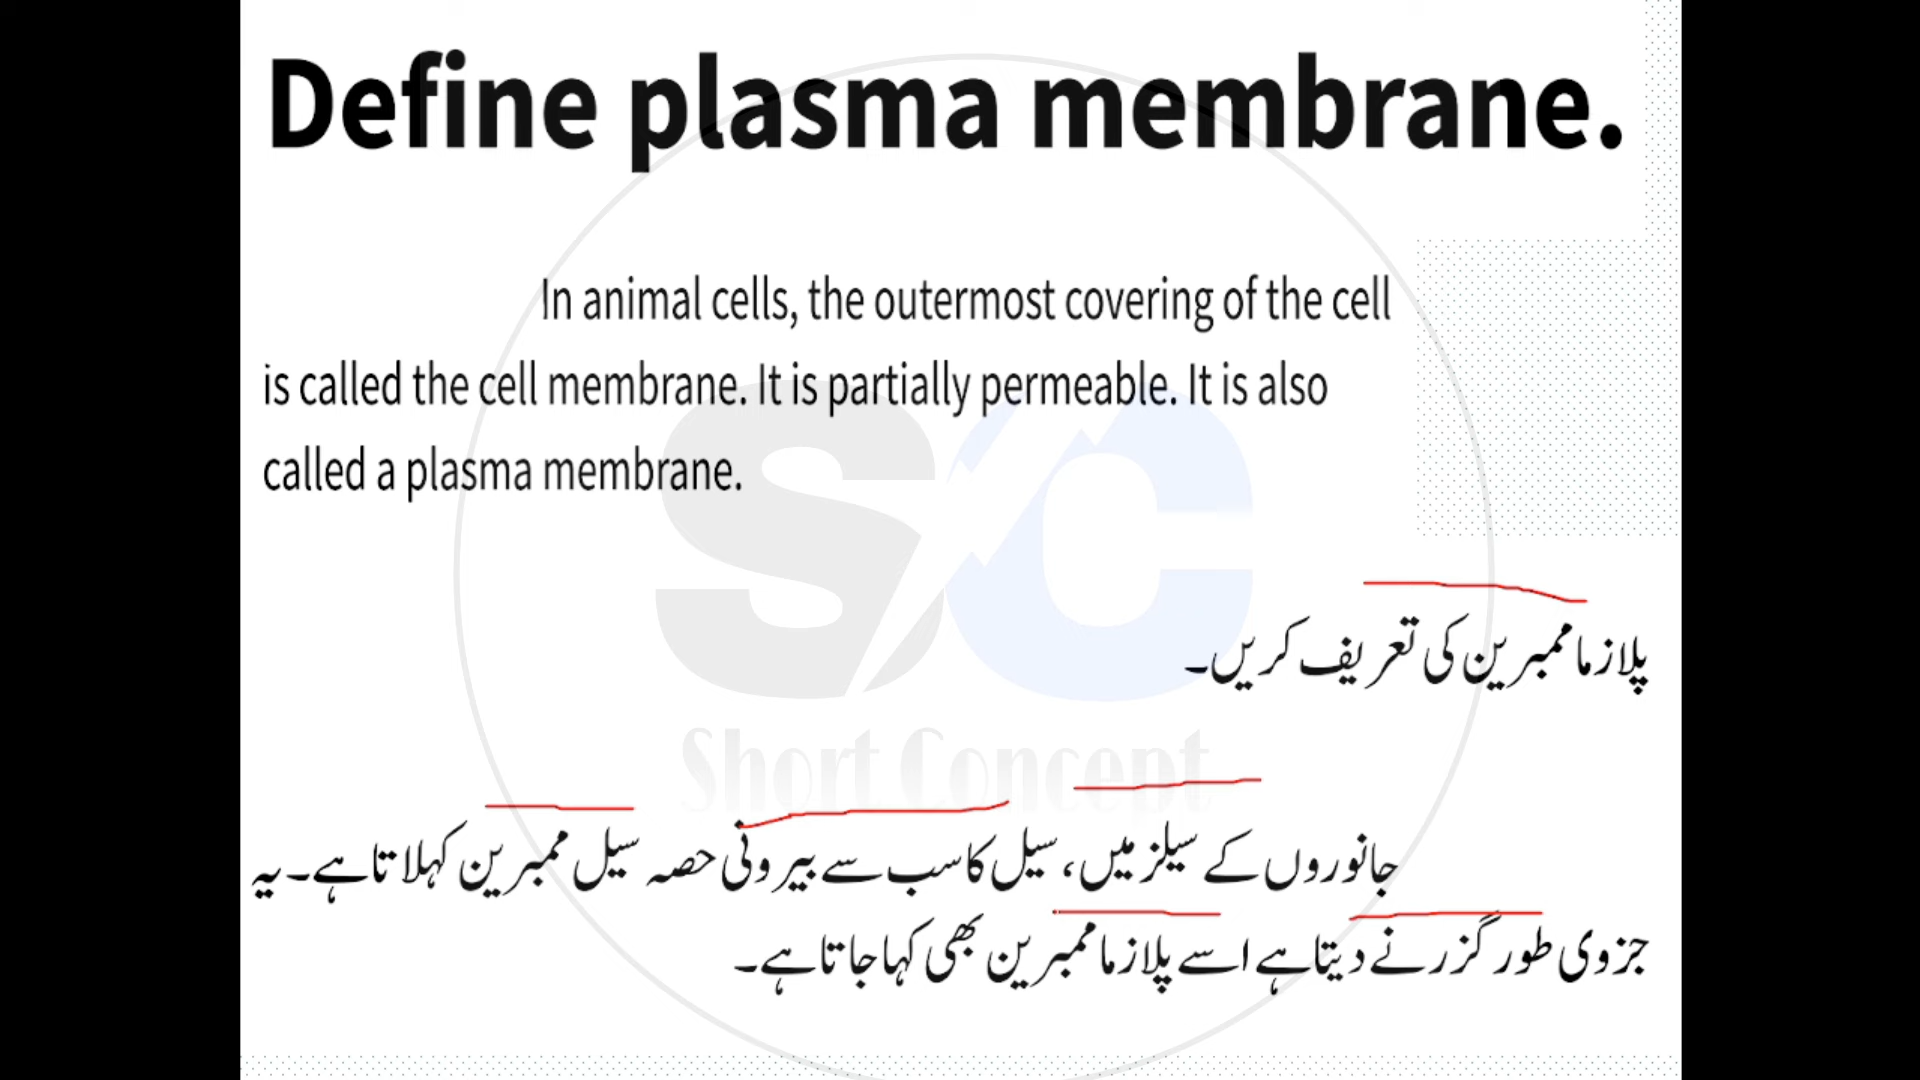 Define plasma membrane.
In animal cells, the outermost covering of the cell
is called the cell membrane. It is partially permeable. It is also
called a plasma membrane.
SC
Short Concept
پلازما ممبرین کی تعریف کریں۔
جانوروں کے سیلز میں، سیل کا سب سے بیرونی حصہ سیل ممبرین کہلاتا ہے۔ یہ
جزوی طور گزرنے دیتا ہے اسے پلازما ممبرین بھی کہا جاتا ہے۔